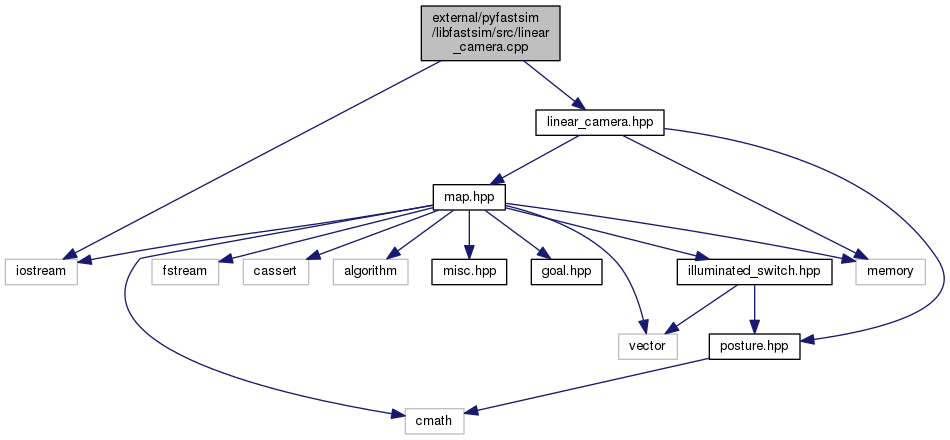 external/pyfastsim
/libfastsim/src/linear
_camera.cpp
linear_camera.hpp
map.hpp
iostream
fstream
cassert
algorithm
misc.hpp
goal.hpp
illuminated_switch.hpp
memory
vector
posture.hpp
cmath